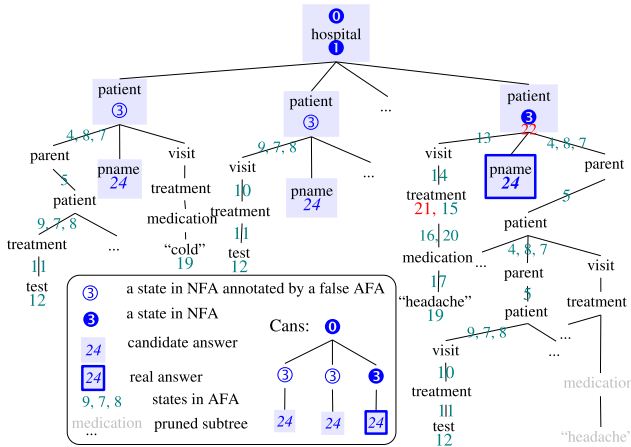 0
hospital
1
patient
3
patient
3
...
patient
3
22
4, 8, 7
9, 7, 8
13
4, 8, 7
parent
pname
24
visit
visit
pname
24
...
visit
pname
24
parent
5
10
14
5
patient
treatment
treatment
treatment
21, 15
patient
9, 7, 8
medication
11
16, 20
4, 8, 7
treatment
...
“cold”
test
medication
...
parent
visit
11
19
12
17
5
test
“headache”
patient
treatment
12
19
9, 7, 8
...
...
visit
10
medication
treatment
11
test
12
“headache”
3 a state in NFA annotated by a false AFA
3 a state in NFA
24 candidate answer
24 real answer
9, 7, 8 states in AFA
medication pruned subtree
...
Cans: 0
3 3 3
24 24 24